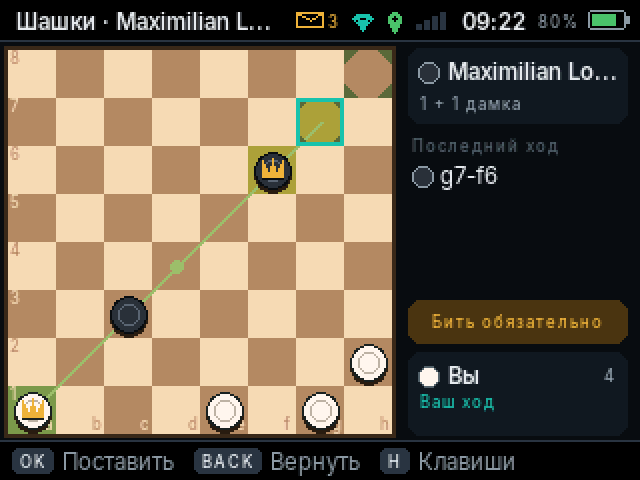 Шашки · Maximilian L... 3 09:22 80%
8
7
6
5
4
3
2
1
b c d f h
Maximilian Lo...
1 + 1 дамка
Последний ход
g7-f6
Бить обязательно
Вы 4
Ваш ход
OK Поставить BACK Вернуть H Клавиши